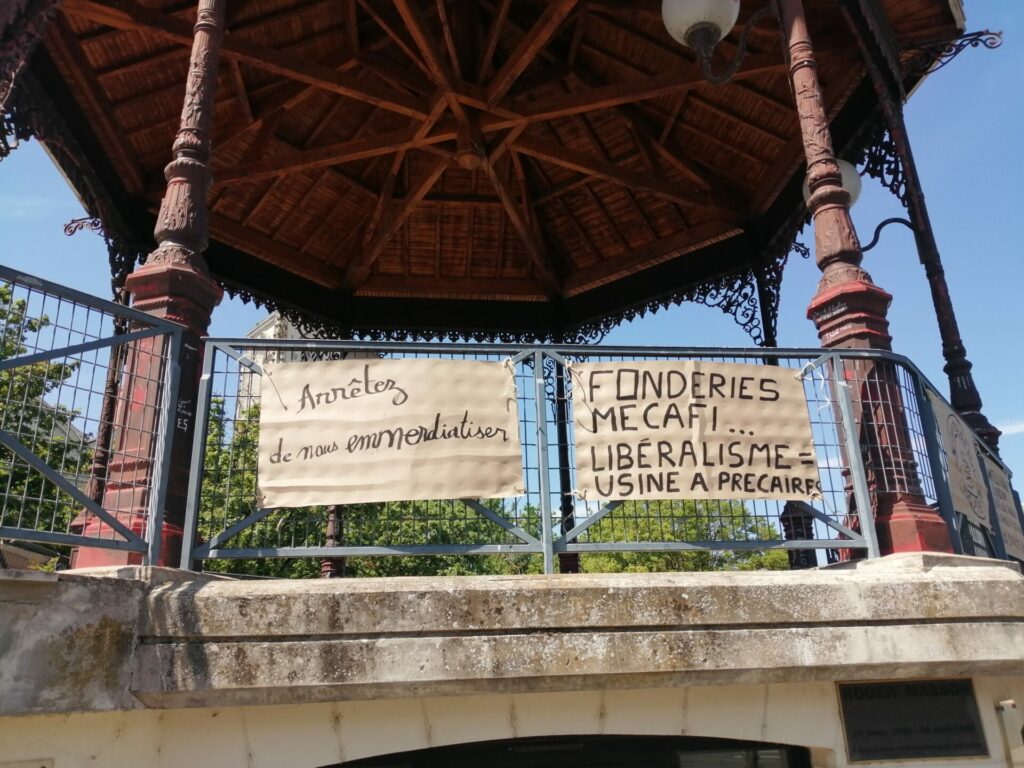 Arrêtez
de nous emmerdiatiser
FONDERIES
MECAFI...
LIBÉRALISME =
USINE A PRECAIRES
ROGER MASSON